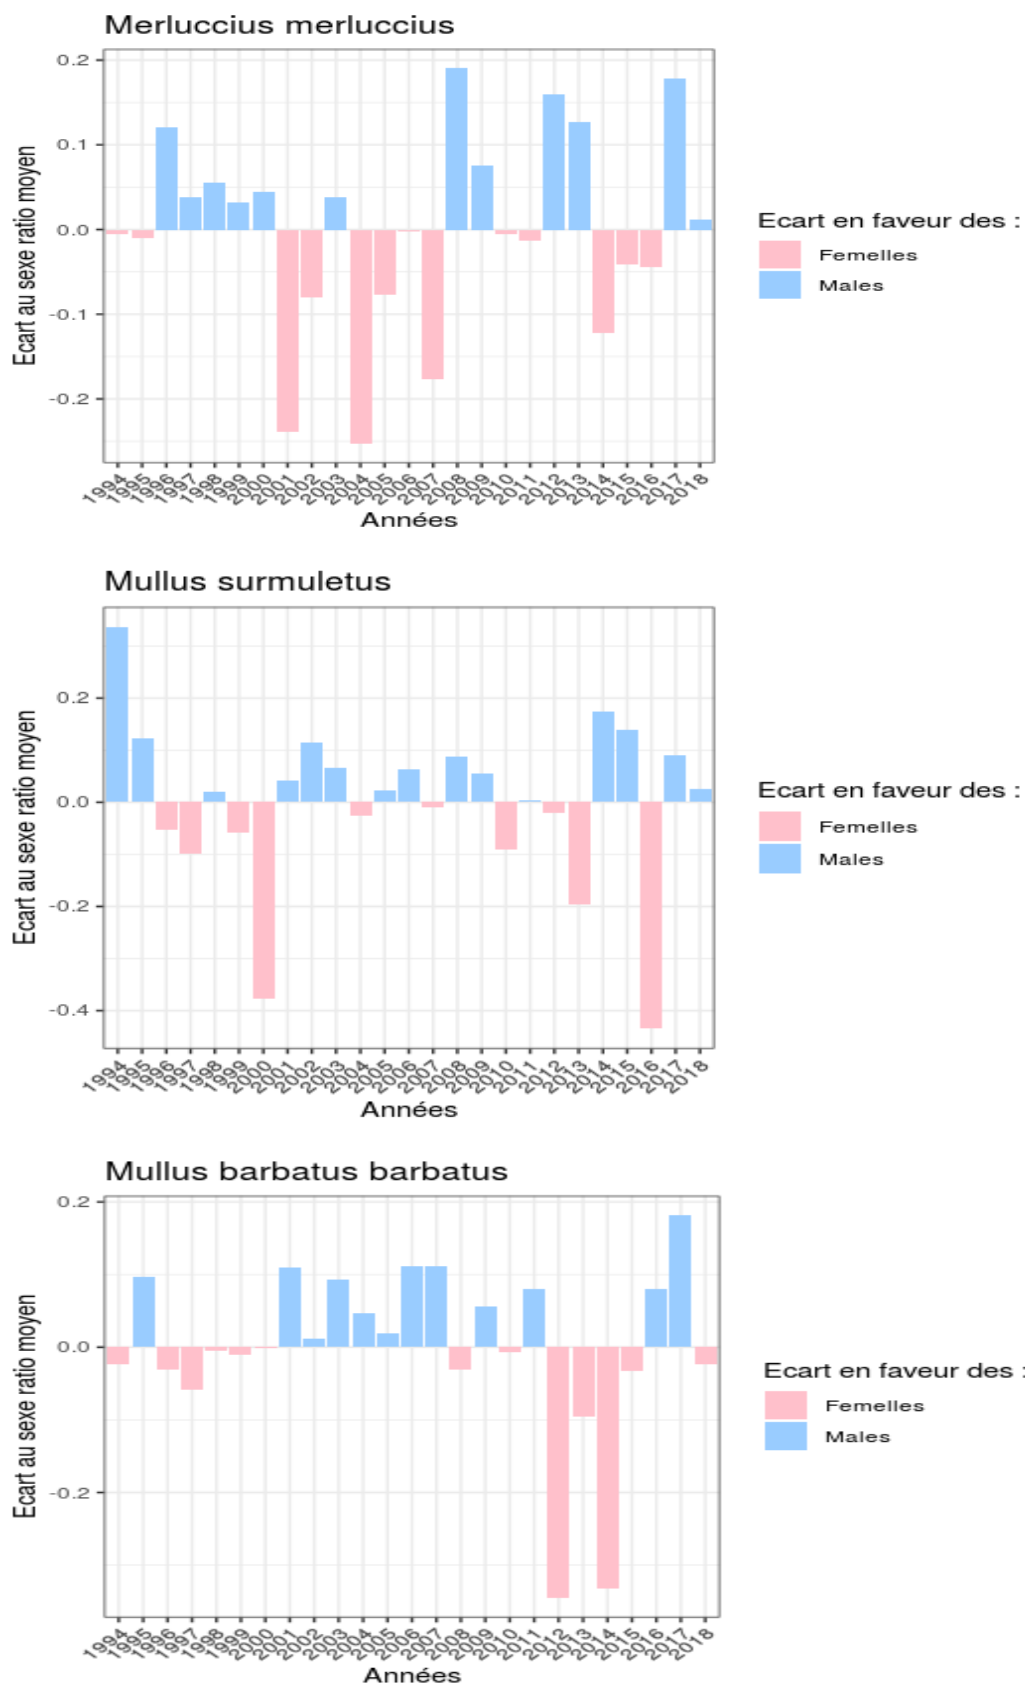 Merluccius merluccius
0.2
0.1
0.0
-0.1
-0.2
Ecart au sexe ratio moyen
1994 1995 1996 1997 1998 1999 2000 2001 2002 2003 2004 2005 2006 2007 2008 2009 2010 2011 2012 2013 2014 2015 2016 2017 2018
Années
Ecart en faveur des :
Femelles
Males
Mullus surmuletus
0.2
0.0
-0.2
-0.4
Ecart au sexe ratio moyen
1994 1995 1996 1997 1998 1999 2000 2001 2002 2003 2004 2005 2006 2007 2008 2009 2010 2011 2012 2013 2014 2015 2016 2017 2018
Années
Ecart en faveur des :
Femelles
Males
Mullus barbatus barbatus
0.2
0.0
-0.2
Ecart au sexe ratio moyen
1994 1995 1996 1997 1998 1999 2000 2001 2002 2003 2004 2005 2006 2007 2008 2009 2010 2011 2012 2013 2014 2015 2016 2017 2018
Années
Ecart en faveur des :
Femelles
Males